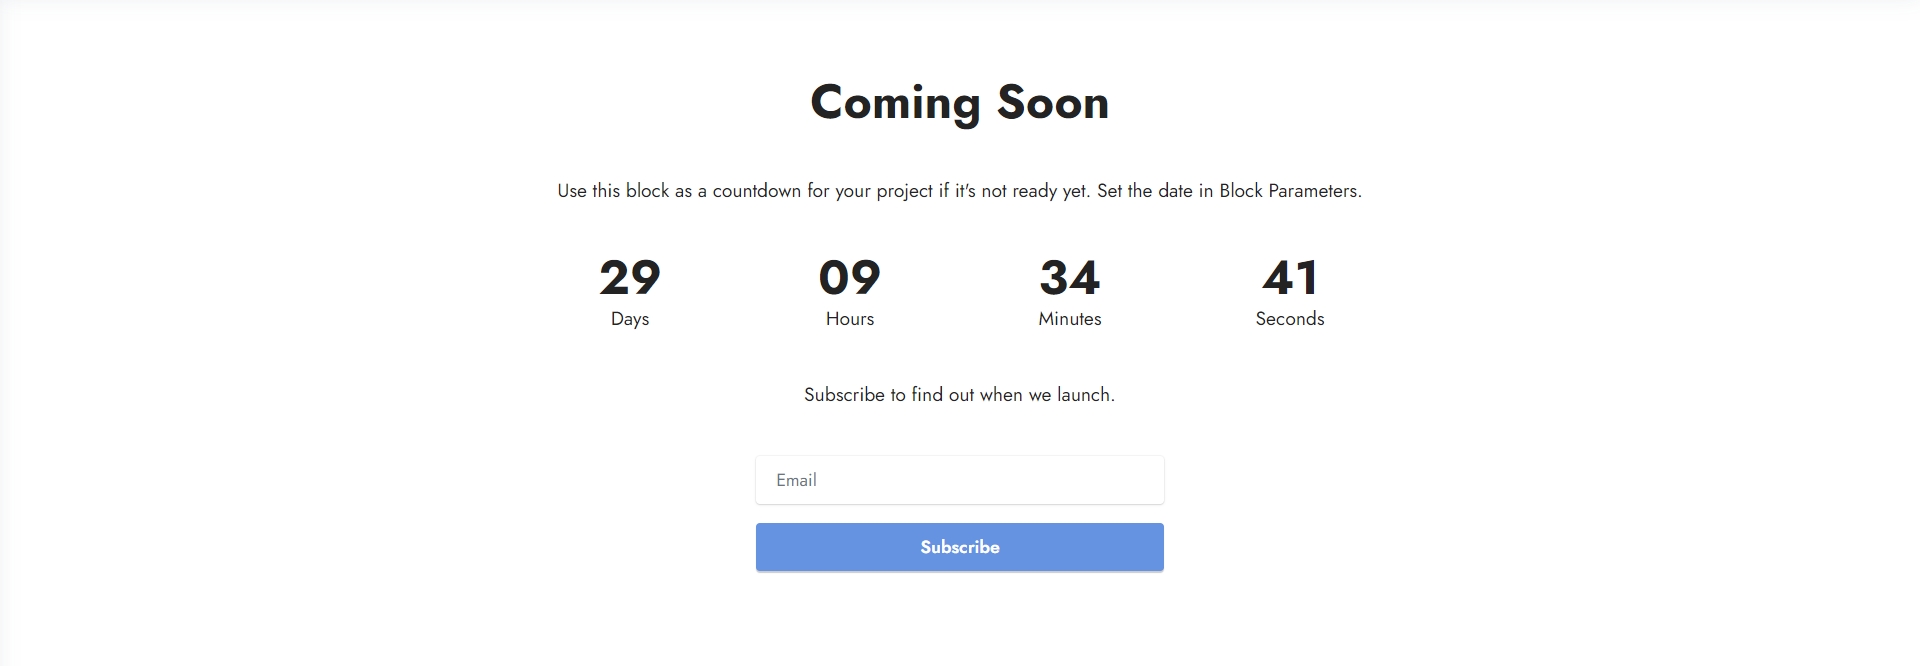 Coming Soon
Use this block as a countdown for your project if it's not ready yet. Set the date in Block Parameters.
29 09 34 41
Days Hours Minutes Seconds
Subscribe to find out when we launch.
Email
Subscribe